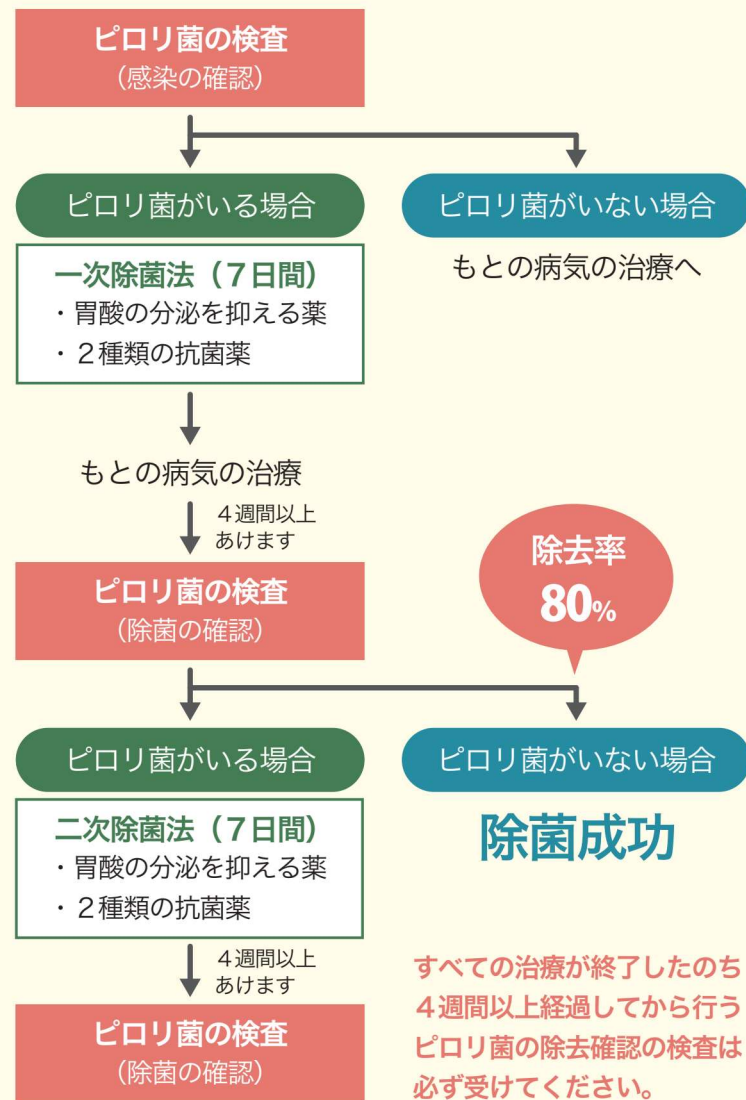 ピロリ菌の検査
（感染の確認）
ピロリ菌がいる場合
ピロリ菌がいない場合
一次除菌法（７日間）
・胃酸の分泌を抑える薬
・２種類の抗菌薬
もとの病気の治療へ
もとの病気の治療
４週間以上
あけます
ピロリ菌の検査
（除菌の確認）
除去率
80%
ピロリ菌がいる場合
ピロリ菌がいない場合
二次除菌法（７日間）
・胃酸の分泌を抑える薬
・２種類の抗菌薬
除菌成功
４週間以上
あけます
ピロリ菌の検査
（除菌の確認）
すべての治療が終了したのち
４週間以上経過してから行う
ピロリ菌の除去確認の検査は
必ず受けてください。